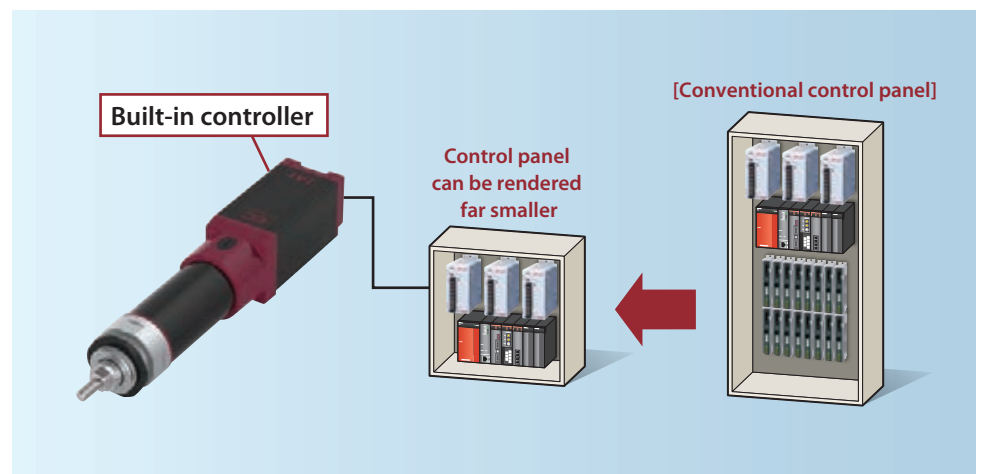 Built-in controller
Control panel
can be rendered
far smaller
[Conventional control panel]